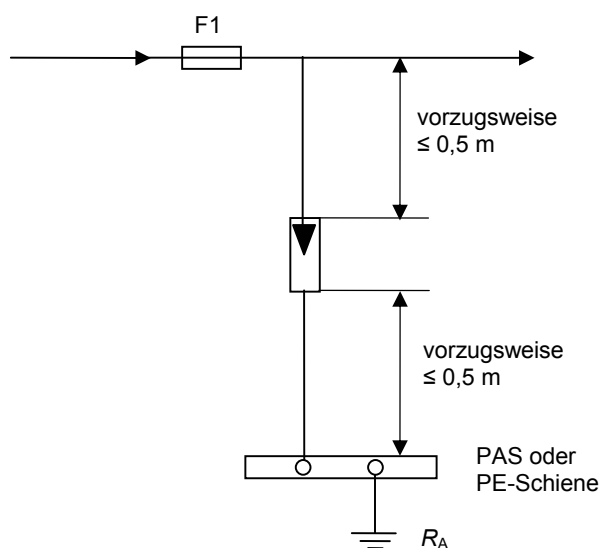 F1
vorzugsweise
≤ 0,5 m
vorzugsweise
≤ 0,5 m
PAS oder
PE-Schiene
RA